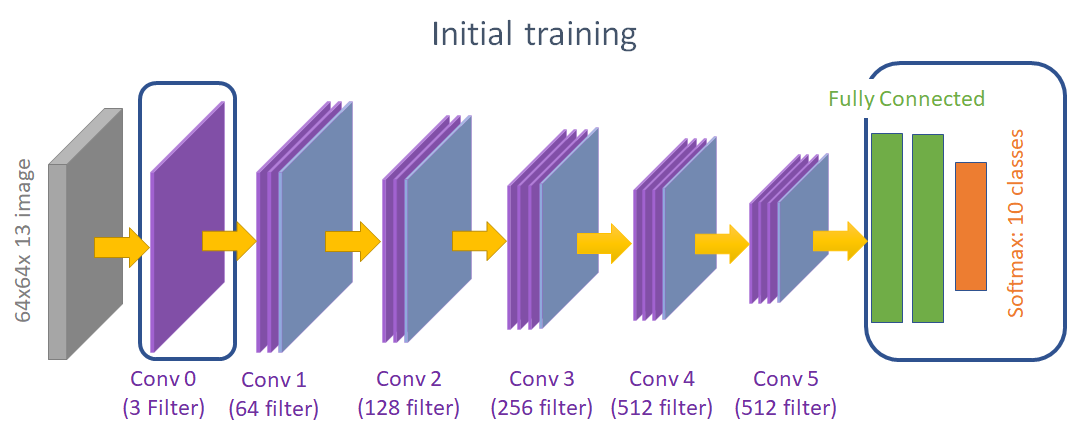 Initial training
64x64x 13 image
Fully Connected
Softmax: 10 classes
Conv 0
(3 Filter)
Conv 1
(64 filter)
Conv 2
(128 filter)
Conv 3
(256 filter)
Conv 4
(512 filter)
Conv 5
(512 filter)